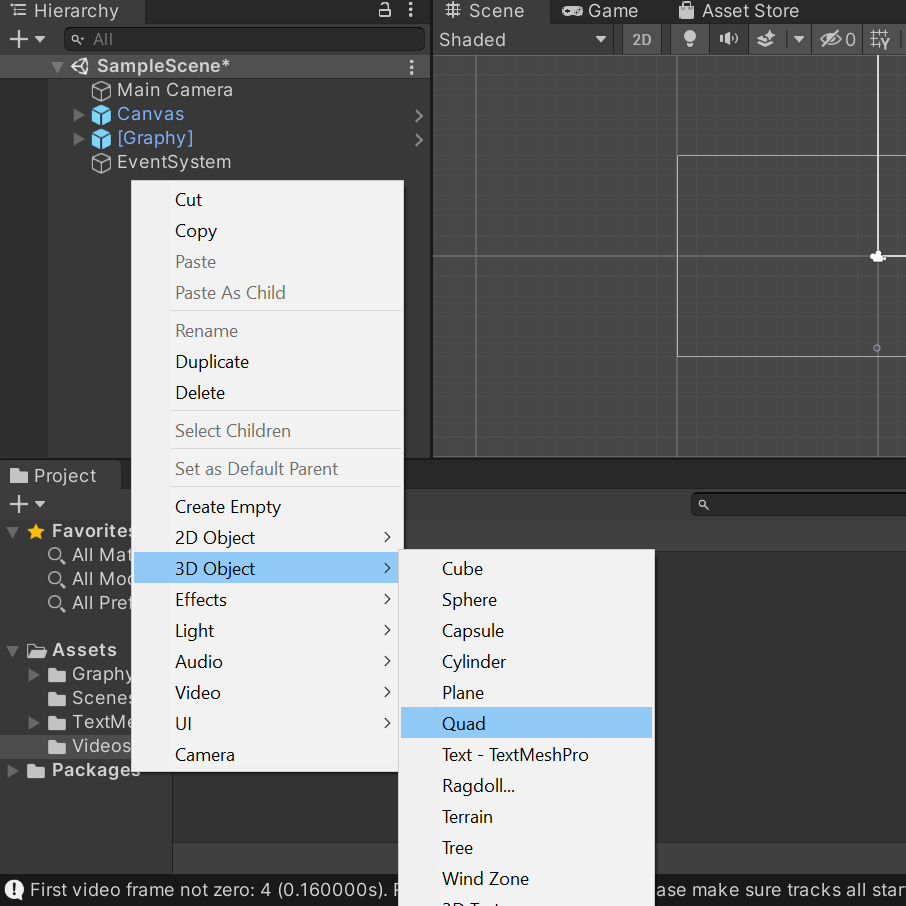 Hierarchy
All
SampleScene*
Main Camera
Canvas
[Graphy]
EventSystem
Scene Game Asset Store
Shaded 2D 0
Cut
Copy
Paste
Paste As Child
Rename
Duplicate
Delete
Select Children
Set as Default Parent
Create Empty
2D Object
3D Object
Effects
Light
Audio
Video
UI
Camera
Cube
Sphere
Capsule
Cylinder
Plane
Quad
Text - TextMeshPro
Ragdoll...
Terrain
Tree
Wind Zone
Project
Favorites
All Mat
All Mod
All Pref
Assets
Graphy
Scenes
TextMe
Videos
Packages
First video frame not zero: 4 (0.160000s). ase make sure tracks all star